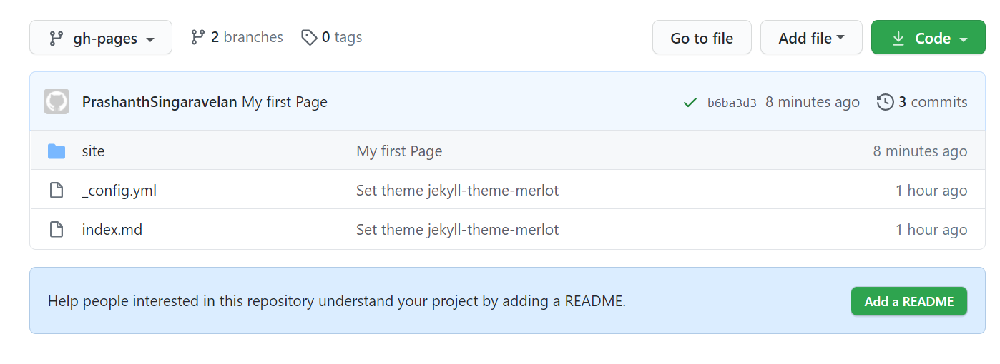 gh-pages 2 branches 0 tags Go to file Add file Code
PrashanthSingaravelan My first Page b6ba3d3 8 minutes ago 3 commits
site My first Page 8 minutes ago
_config.yml Set theme jekyll-theme-merlot 1 hour ago
index.md Set theme jekyll-theme-merlot 1 hour ago
Help people interested in this repository understand your project by adding a README. Add a README